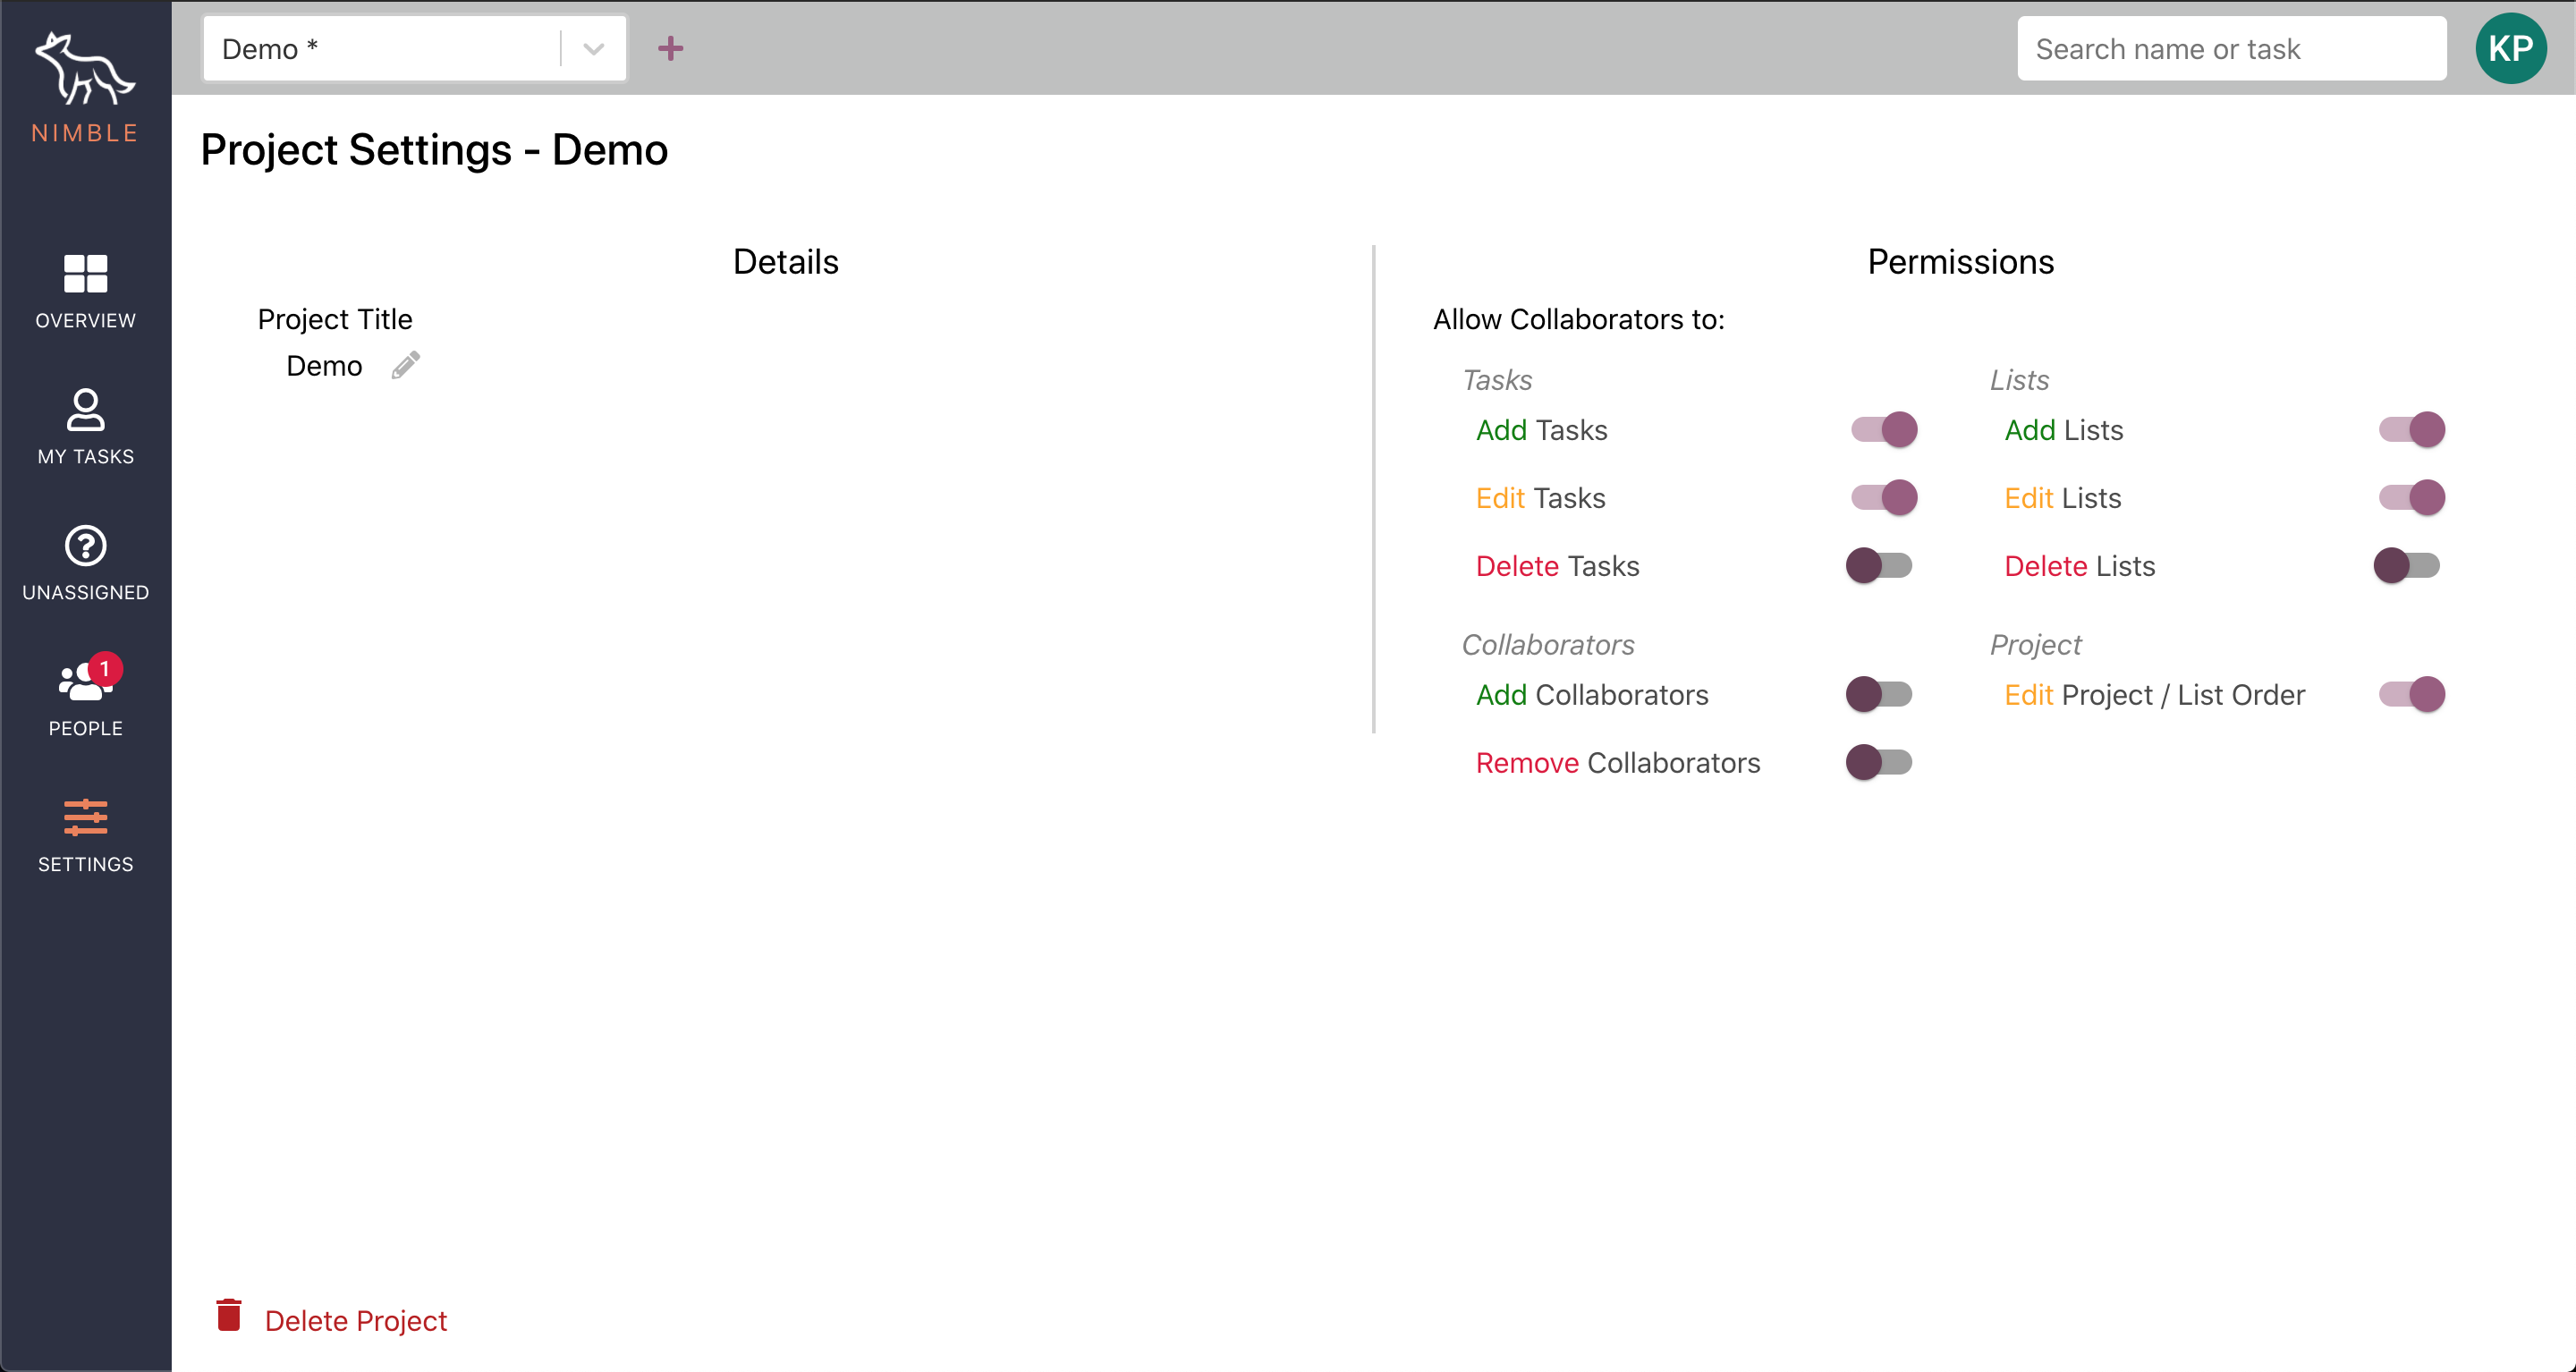 NIMBLE
OVERVIEW
MY TASKS
UNASSIGNED
1
PEOPLE
SETTINGS
Demo *
Search name or task
KP
Project Settings - Demo
Details
Project Title
Demo
Permissions
Allow Collaborators to:
Tasks
Add Tasks
Edit Tasks
Delete Tasks
Lists
Add Lists
Edit Lists
Delete Lists
Collaborators
Add Collaborators
Remove Collaborators
Project
Edit Project / List Order
Delete Project